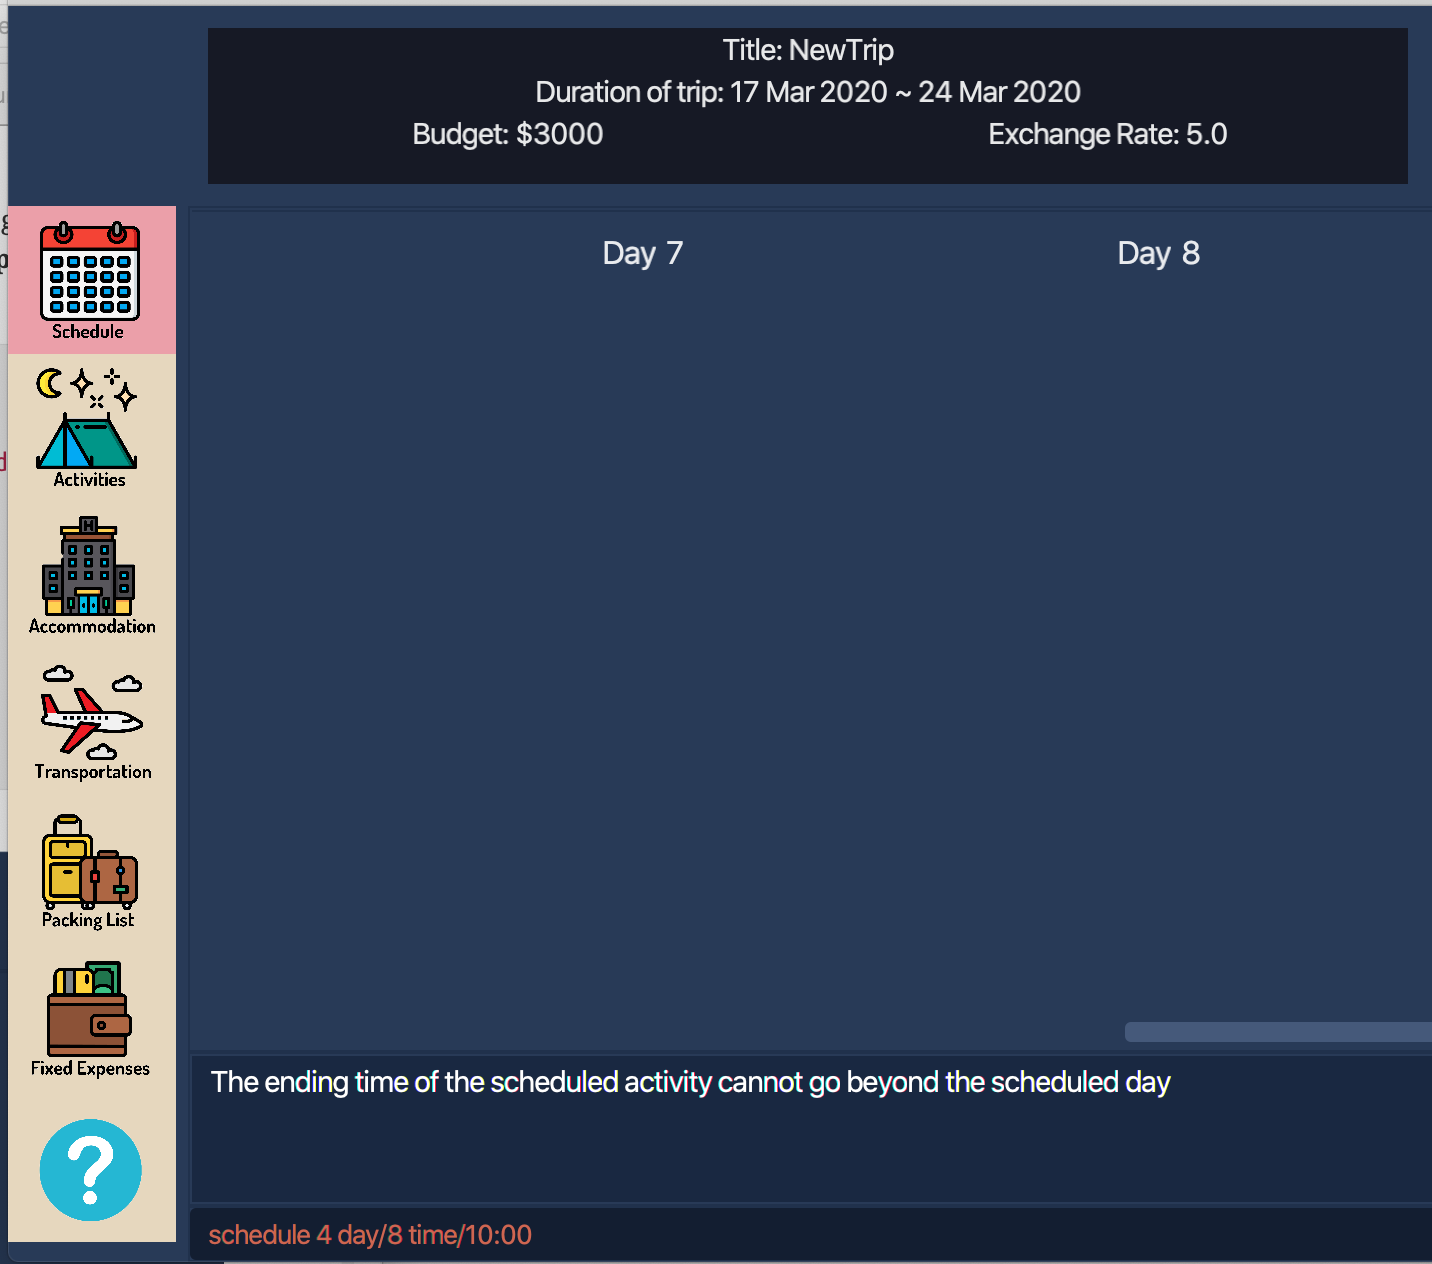 Title: NewTrip
Duration of trip: 17 Mar 2020 ~ 24 Mar 2020
Budget: $3000 Exchange Rate: 5.0
Schedule
Activities
H
Accommodation
Transportation
Packing List
Fixed Expenses
?
Day 7 Day 8
The ending time of the scheduled activity cannot go beyond the scheduled day
schedule 4 day/8 time/10:00